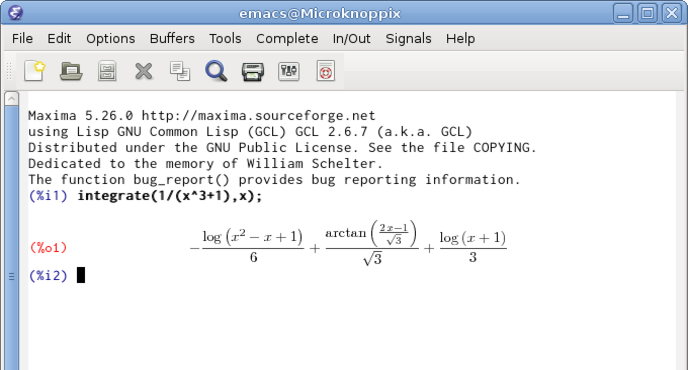 emacs@Microknoppix
File Edit Options Buffers Tools Complete In/Out Signals Help
Maxima 5.26.0 http://maxima.sourceforge.net
using Lisp GNU Common Lisp (GCL) GCL 2.6.7 (a.k.a. GCL)
Distributed under the GNU Public License. See the file COPYING.
Dedicated to the memory of William Schelter.
The function bug_report() provides bug reporting information.
(%i1) integrate(1/(x^3+1),x);
(%o1) -\frac{\log\left(x^2-x+1\right)}{6}+\frac{\arctan\left(\frac{2x-1}{\sqrt{3}}\right)}{\sqrt{3}}+\frac{\log(x+1)}{3}
(%i2)